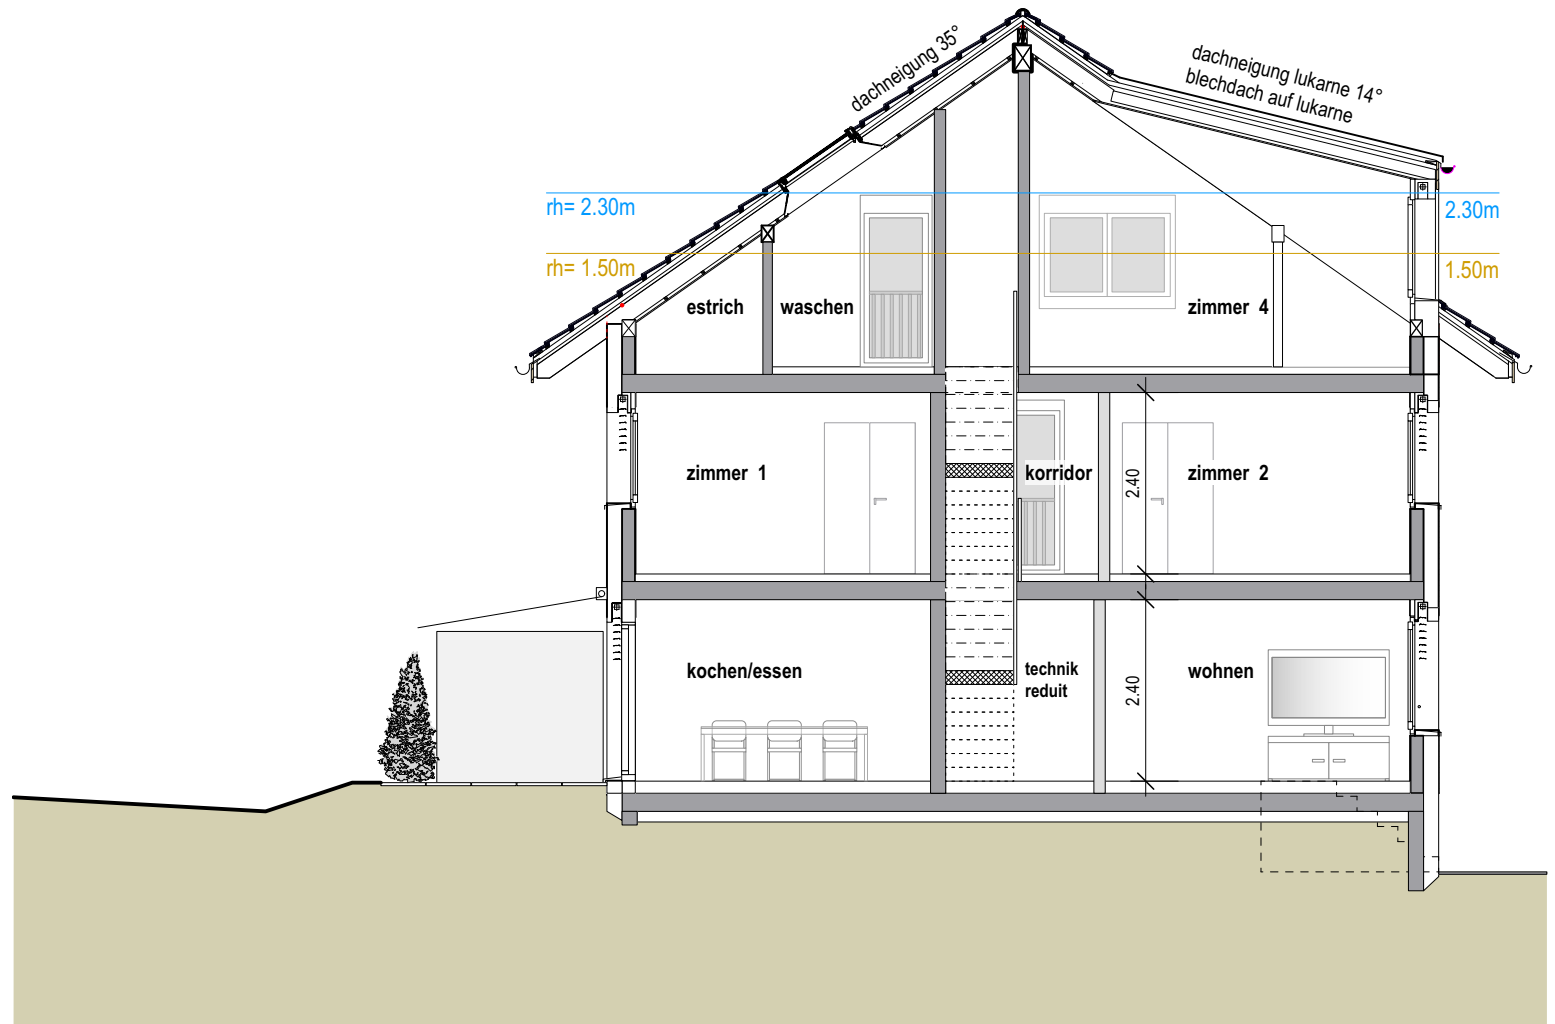 dachneigung 35°
dachneigung lukarne 14°
blechdach auf lukarne
rh= 2.30m
2.30m
rh= 1.50m
1.50m
estrich
waschen
zimmer 4
zimmer 1
korridor
2.40
zimmer 2
kochen/essen
technik
reduit
2.40
wohnen